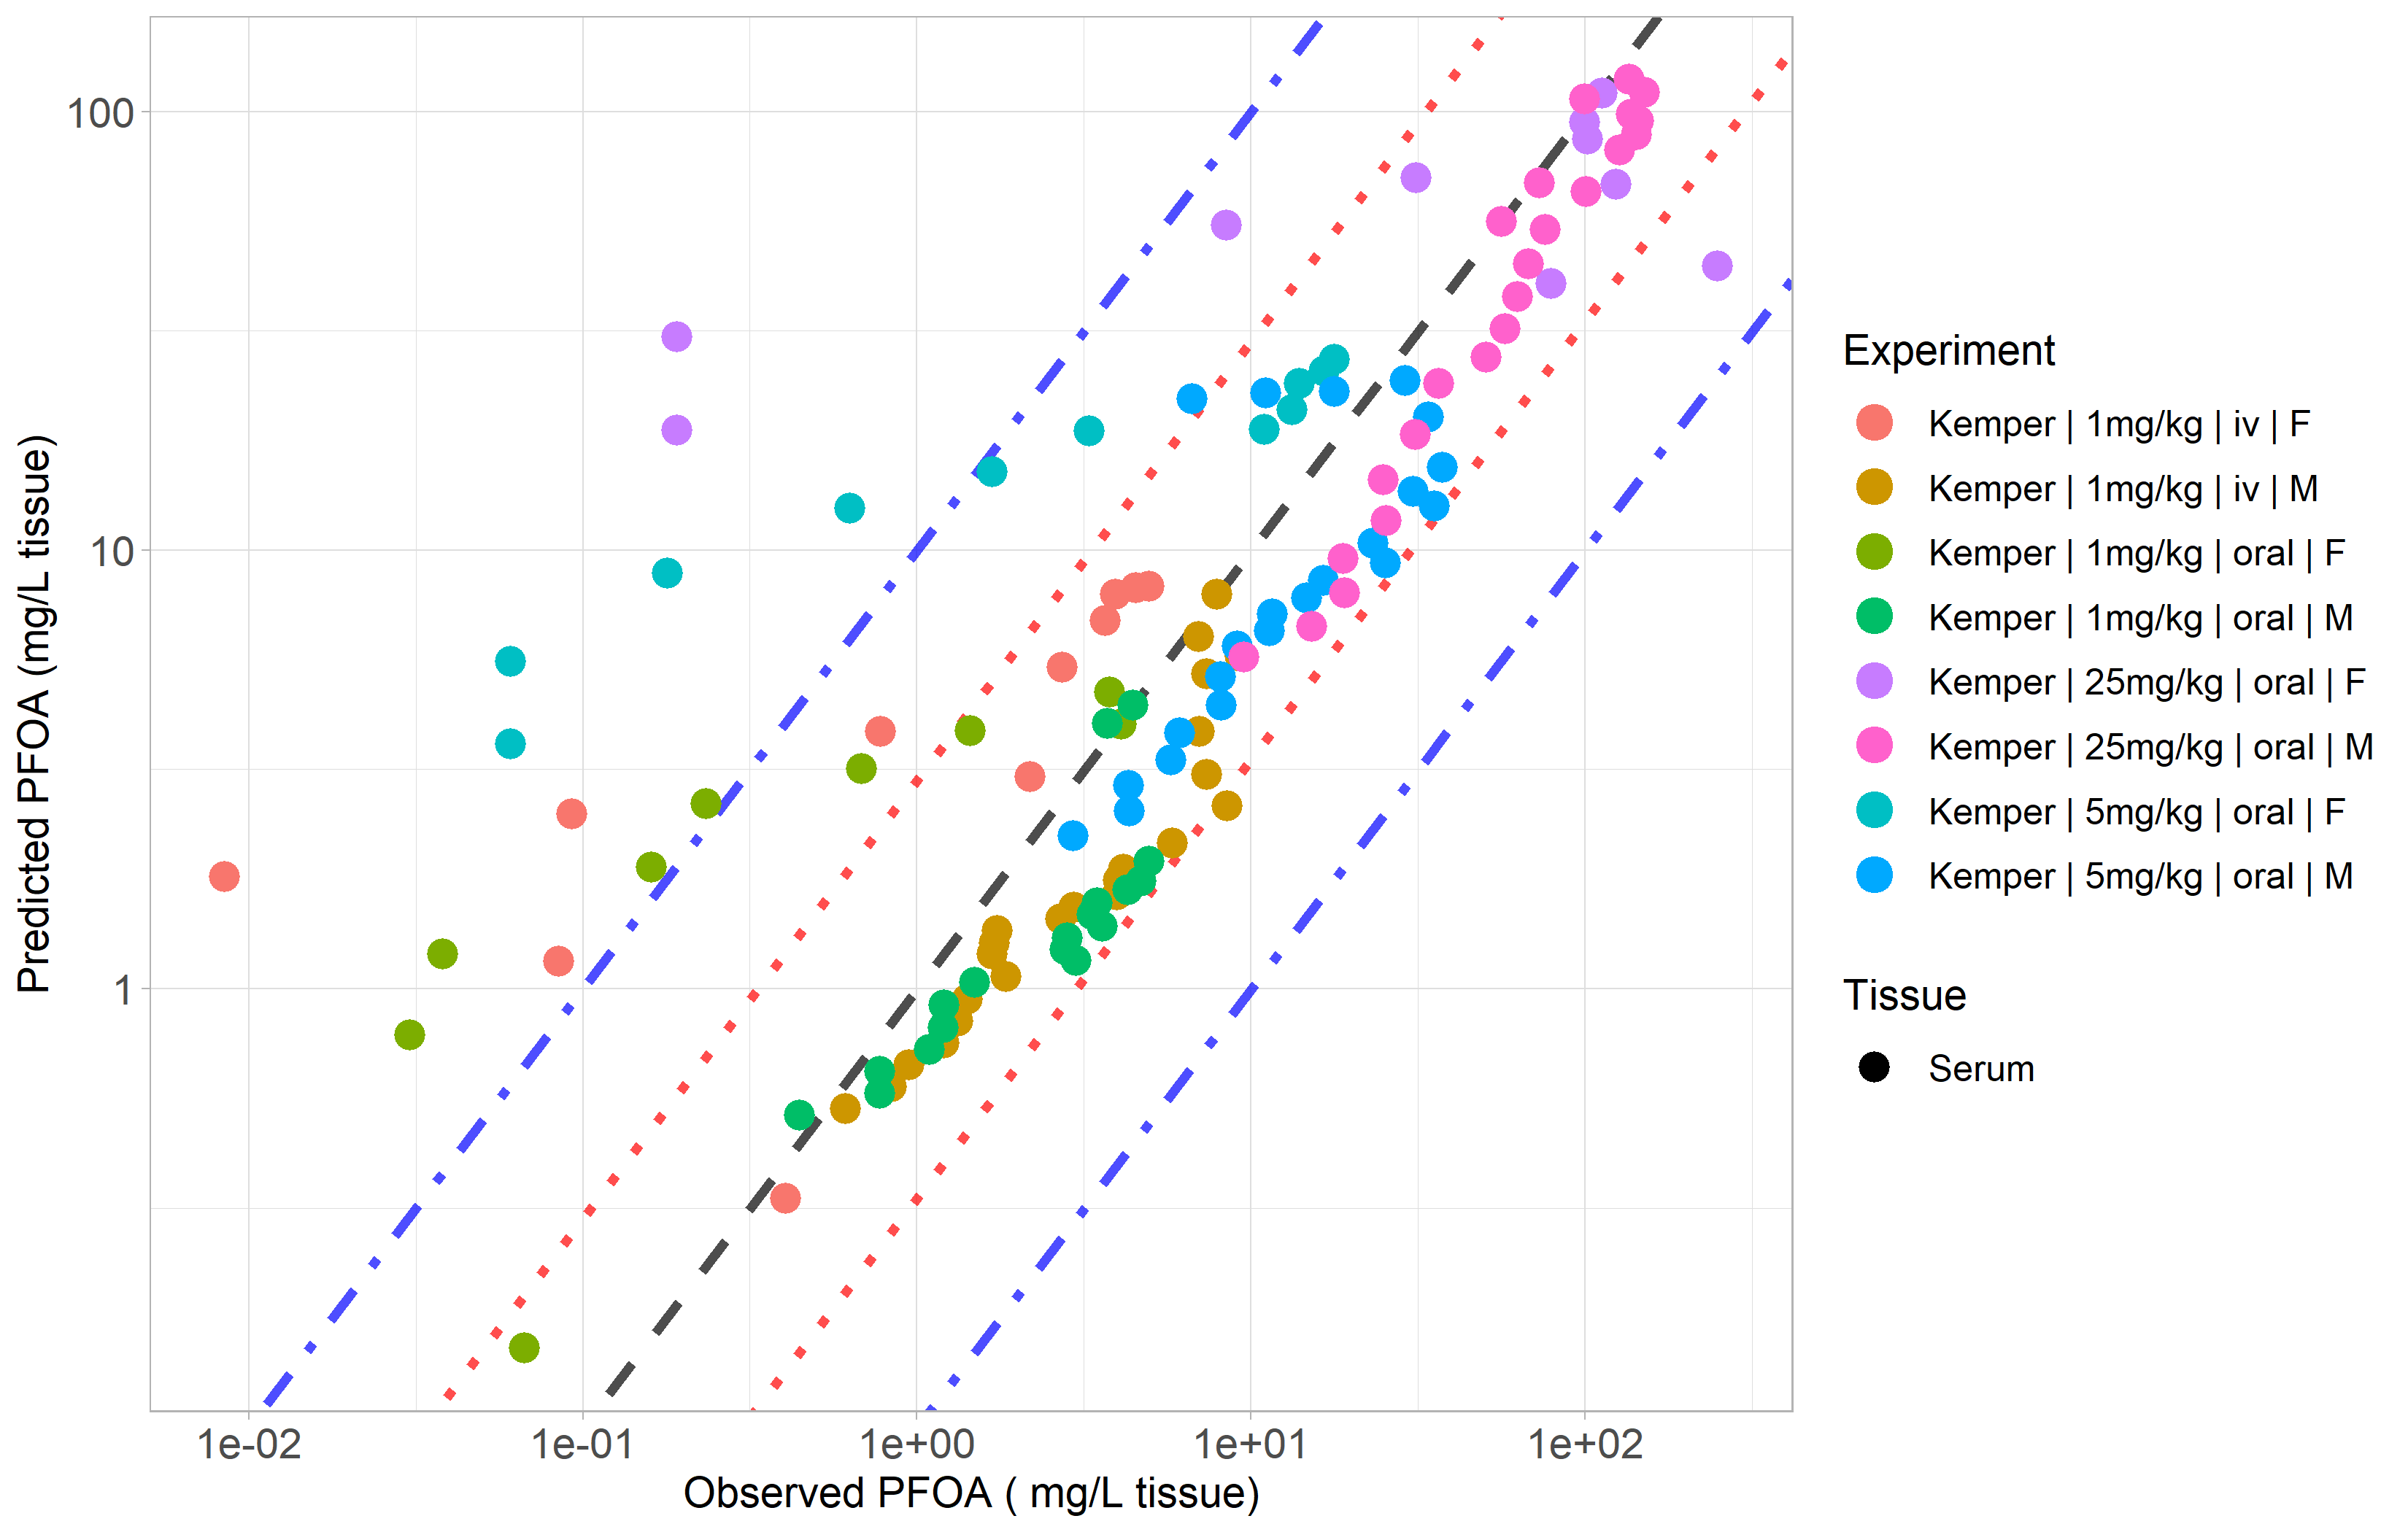 Predicted PFOA (mg/L tissue)
100
10
1
1e-02 1e-01 1e+00 1e+01 1e+02
Observed PFOA ( mg/L tissue)
Experiment
Kemper | 1mg/kg | iv | F
Kemper | 1mg/kg | iv | M
Kemper | 1mg/kg | oral | F
Kemper | 1mg/kg | oral | M
Kemper | 25mg/kg | oral | F
Kemper | 25mg/kg | oral | M
Kemper | 5mg/kg | oral | F
Kemper | 5mg/kg | oral | M
Tissue
Serum